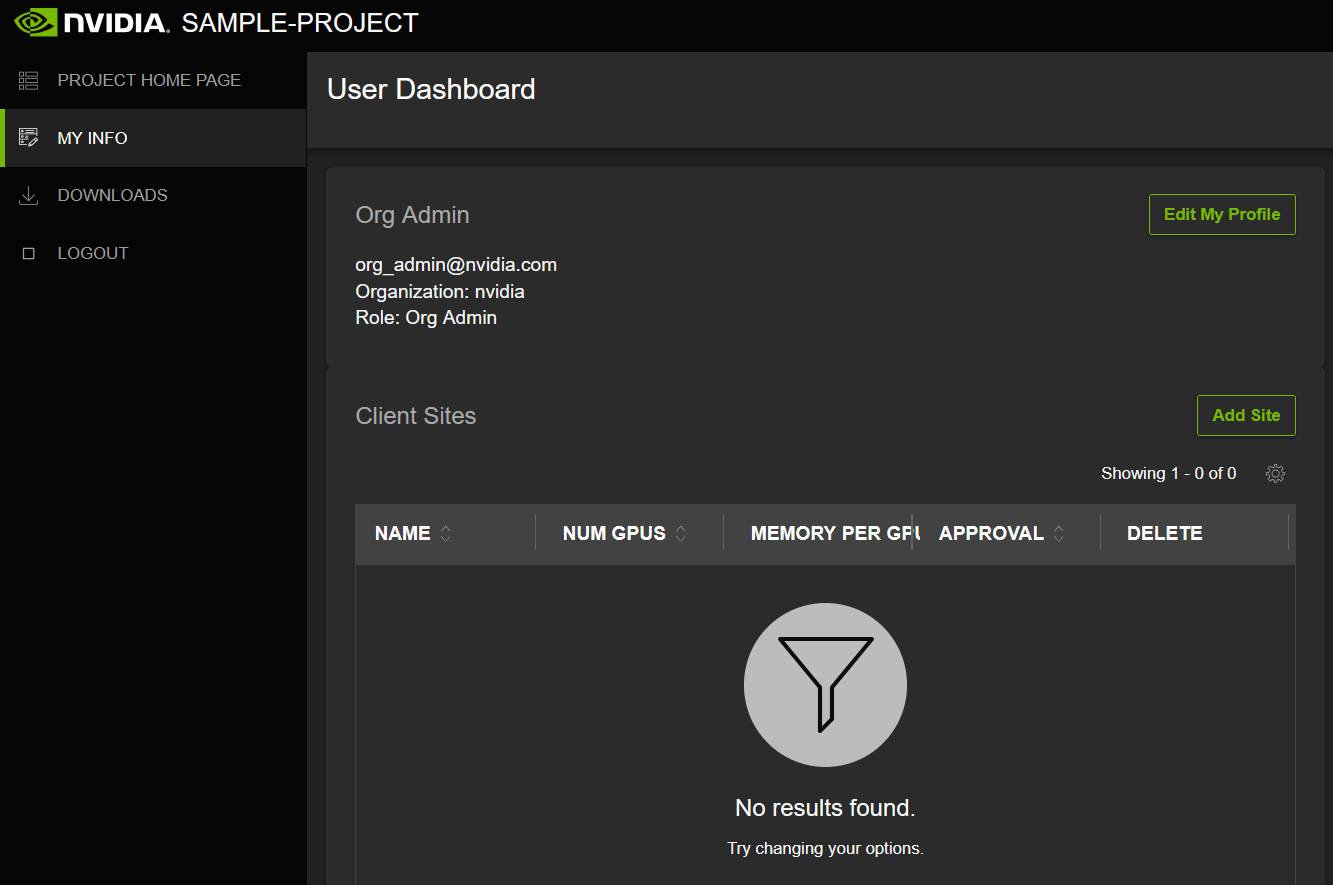 NVIDIA. SAMPLE-PROJECT
PROJECT HOME PAGE
MY INFO
DOWNLOADS
LOGOUT
User Dashboard
Org Admin
Edit My Profile
org_admin@nvidia.com
Organization: nvidia
Role: Org Admin
Client Sites
Add Site
Showing 1 - 0 of 0
NAME NUM GPUS MEMORY PER GPU APPROVAL DELETE
No results found.
Try changing your options.